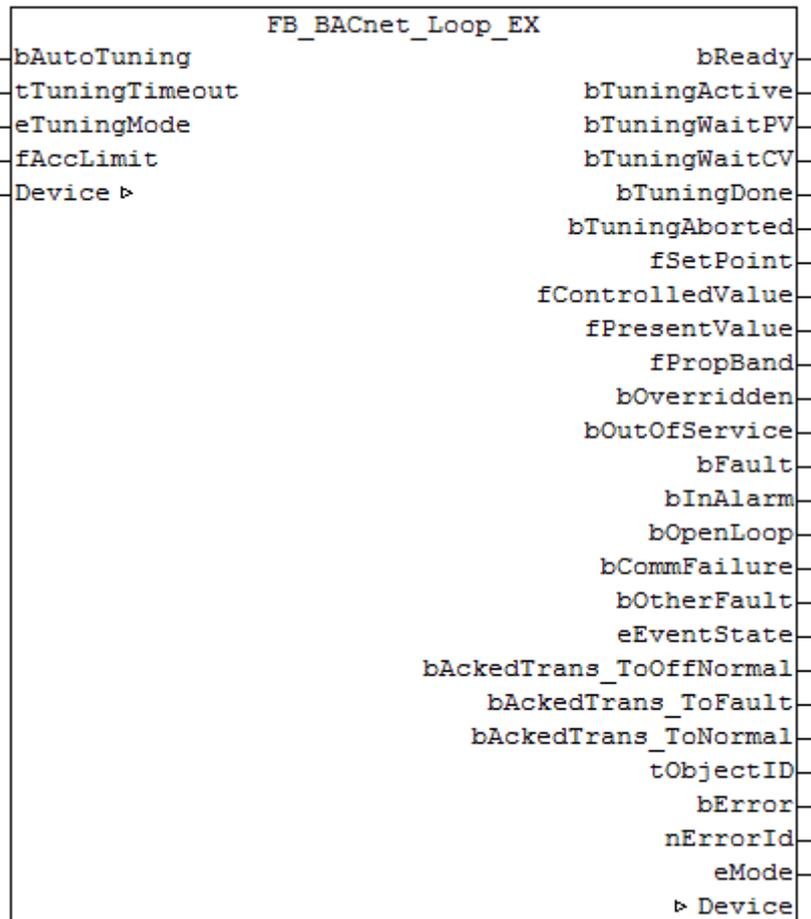 FB_BACnet_Loop_EX
bAutoTuning bReady
tTuningTimeout bTuningActive
eTuningMode bTuningWaitPV
fAccLimit bTuningWaitCV
Device ▹ bTuningDone
bTuningAborted
fSetPoint
fControlledValue
fPresentValue
fPropBand
bOverridden
bOutOfService
bFault
bInAlarm
bOpenLoop
bCommFailure
bOtherFault
eEventState
bAckedTrans_ToOffNormal
bAckedTrans_ToFault
bAckedTrans_ToNormal
tObjectID
bError
nErrorId
eMode
▹ Device